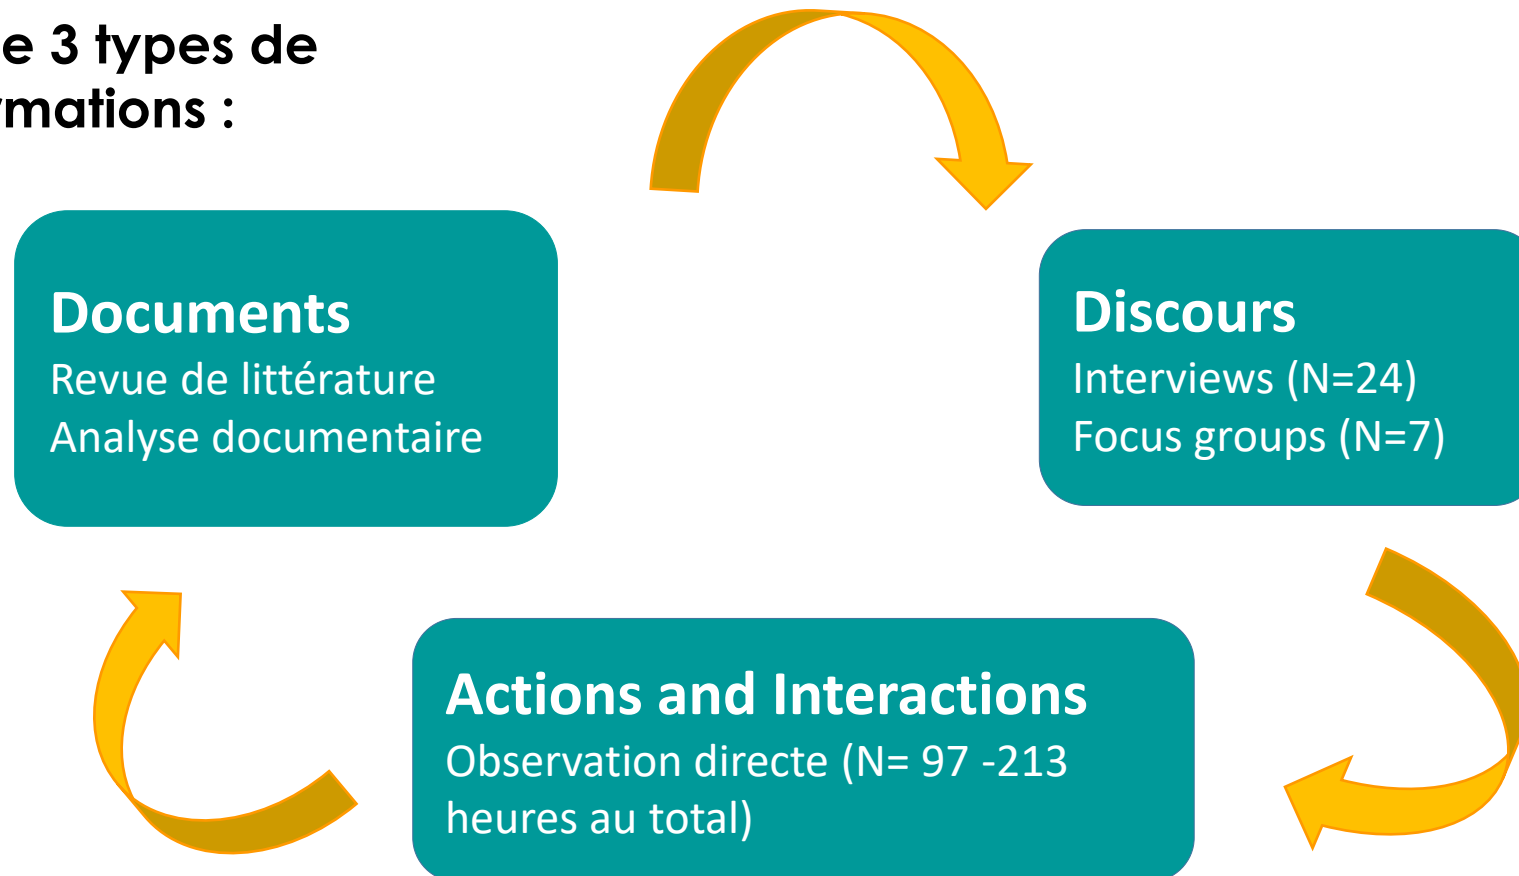 e 3 types de
rmations :
Documents
Revue de littérature
Analyse documentaire
Discours
Interviews (N=24)
Focus groups (N=7)
Actions and Interactions
Observation directe (N= 97 -213
heures au total)